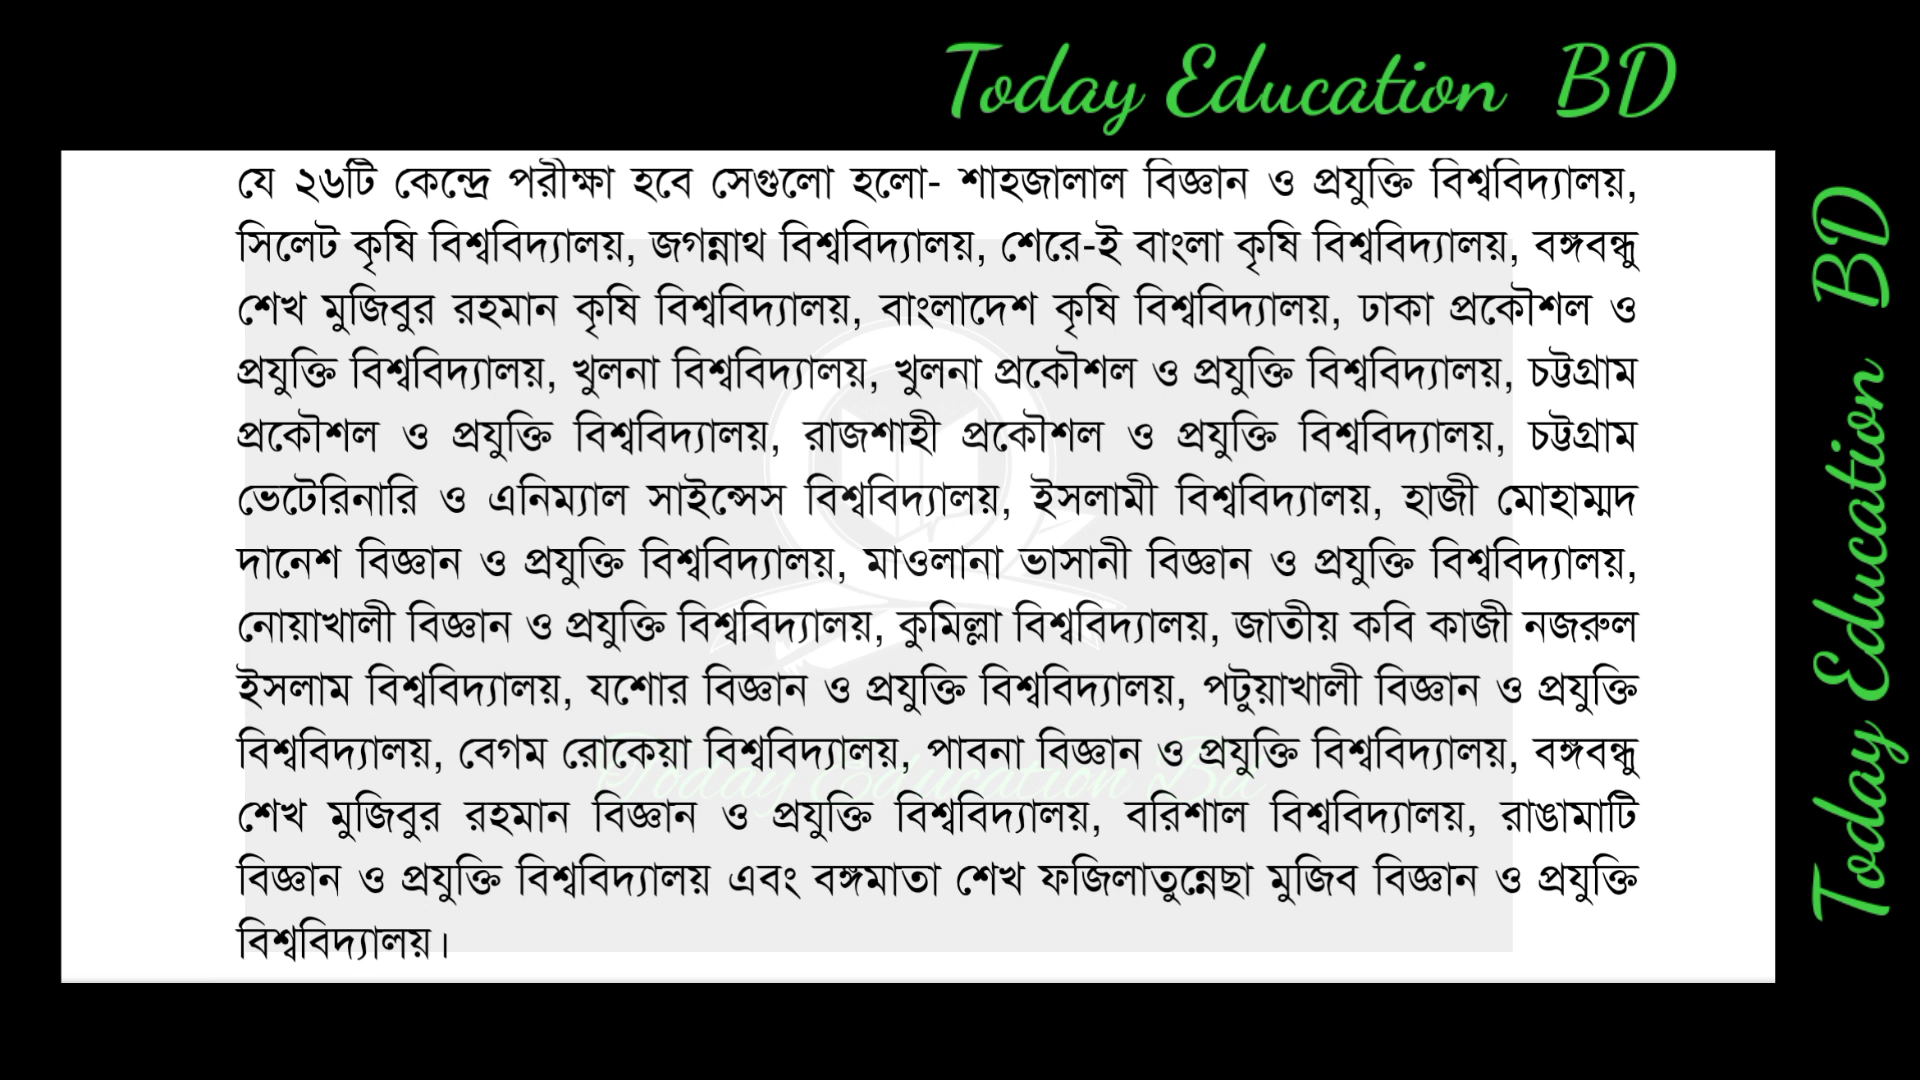 Today Education BD
যে ২৬টি কেন্দ্রে পরীক্ষা হবে সেগুলো হলো- শাহজালাল বিজ্ঞান ও প্রযুক্তি বিশ্ববিদ্যালয়,
সিলেট কৃষি বিশ্ববিদ্যালয়, জগন্নাথ বিশ্ববিদ্যালয়, শেরে-ই বাংলা কৃষি বিশ্ববিদ্যালয়, বঙ্গবন্ধু
শেখ মুজিবুর রহমান কৃষি বিশ্ববিদ্যালয়, বাংলাদেশ কৃষি বিশ্ববিদ্যালয়, ঢাকা প্রকৌশল ও
প্রযুক্তি বিশ্ববিদ্যালয়, খুলনা বিশ্ববিদ্যালয়, খুলনা প্রকৌশল ও প্রযুক্তি বিশ্ববিদ্যালয়, চট্টগ্রাম
প্রকৌশল ও প্রযুক্তি বিশ্ববিদ্যালয়, রাজশাহী প্রকৌশল ও প্রযুক্তি বিশ্ববিদ্যালয়, চট্টগ্রাম
ভেটেরিনারি ও এনিম্যাল সাইন্সেস বিশ্ববিদ্যালয়, ইসলামী বিশ্ববিদ্যালয়, হাজী মোহাম্মদ
দানেশ বিজ্ঞান ও প্রযুক্তি বিশ্ববিদ্যালয়, মাওলানা ভাসানী বিজ্ঞান ও প্রযুক্তি বিশ্ববিদ্যালয়,
নোয়াখালী বিজ্ঞান ও প্রযুক্তি বিশ্ববিদ্যালয়, কুমিল্লা বিশ্ববিদ্যালয়, জাতীয় কবি কাজী নজরুল
ইসলাম বিশ্ববিদ্যালয়, যশোর বিজ্ঞান ও প্রযুক্তি বিশ্ববিদ্যালয়, পটুয়াখালী বিজ্ঞান ও প্রযুক্তি
বিশ্ববিদ্যালয়, বেগম রোকেয়া বিশ্ববিদ্যালয়, পাবনা বিজ্ঞান ও প্রযুক্তি বিশ্ববিদ্যালয়, বঙ্গবন্ধু
শেখ মুজিবুর রহমান বিজ্ঞান ও প্রযুক্তি বিশ্ববিদ্যালয়, বরিশাল বিশ্ববিদ্যালয়, রাঙামাটি
বিজ্ঞান ও প্রযুক্তি বিশ্ববিদ্যালয় এবং বঙ্গমাতা শেখ ফজিলাতুন্নেছা মুজিব বিজ্ঞান ও প্রযুক্তি
বিশ্ববিদ্যালয়।
Today Education Bd
Today Education BD